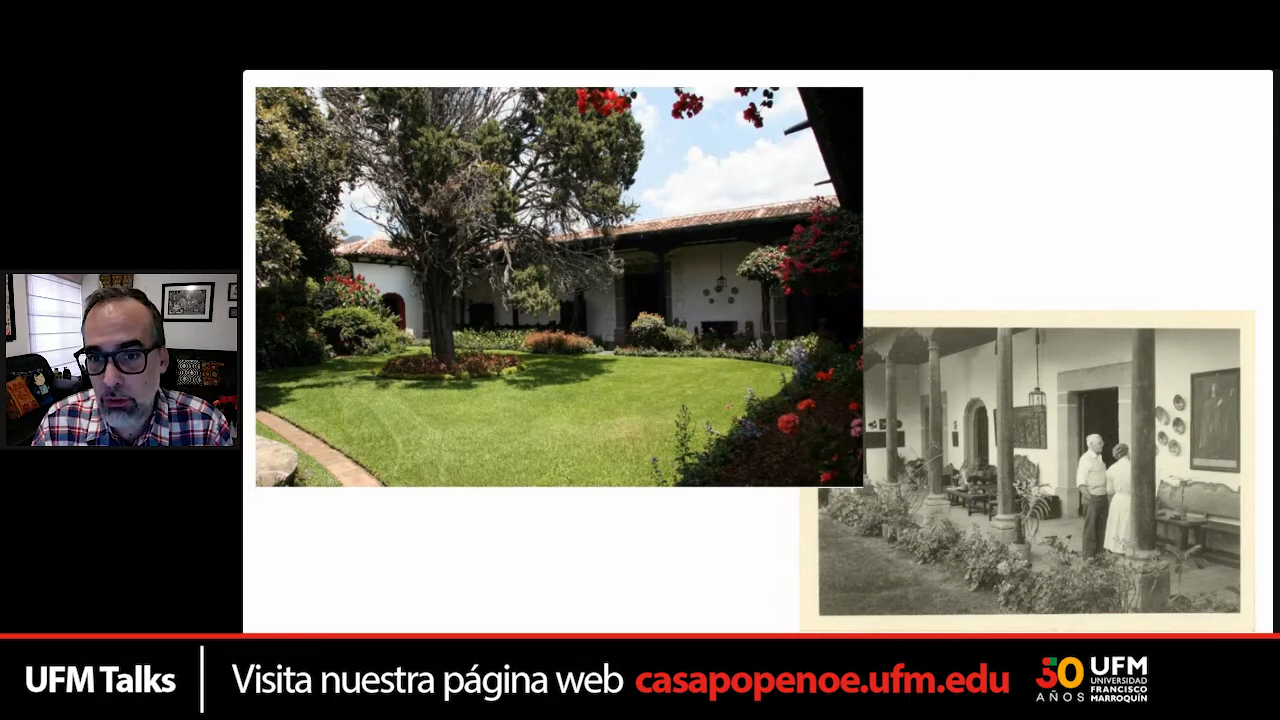 UFM Talks
Visita nuestra página web casapopenoe.ufm.edu
50
AÑOS
UFM
UNIVERSIDAD
FRANCISCO
MARROQUÍN